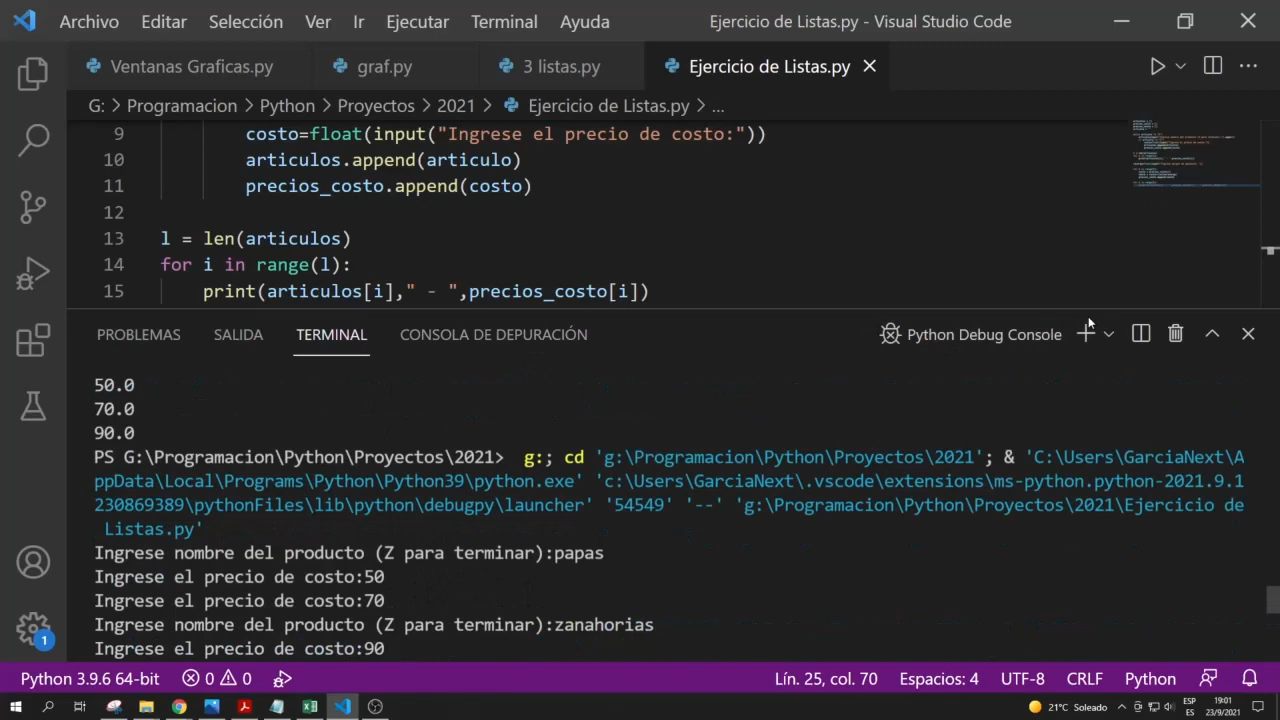 Archivo Editar Selección Ver Ir Ejecutar Terminal Ayuda Ejercicio de Listas.py - Visual Studio Code
Ventanas Graficas.py graf.py 3 listas.py Ejercicio de Listas.py
G: > Programacion > Python > Proyectos > 2021 > Ejercicio de Listas.py > ...
9 costo=float(input("Ingrese el precio de costo:"))
10 articulos.append(articulo)
11 precios_costo.append(costo)
12
13 l = len(articulos)
14 for i in range(l):
15 print(articulos[i]," - ",precios_costo[i])
PROBLEMAS SALIDA TERMINAL CONSOLA DE DEPURACIÓN Python Debug Console
50.0
70.0
90.0
PS G:\Programacion\Python\Proyectos\2021> g:; cd 'g:\Programacion\Python\Proyectos\2021'; & 'C:\Users\GarciaNext\A
ppData\Local\Programs\Python\Python39\python.exe' 'c:\Users\GarciaNext\.vscode\extensions\ms-python.python-2021.9.1
230869389\pythonFiles\lib\python\debugpy\launcher' '54549' '--' 'g:\Programacion\Python\Proyectos\2021\Ejercicio de
Listas.py'
Ingrese nombre del producto (Z para terminar):papas
Ingrese el precio de costo:50
Ingrese el precio de costo:70
Ingrese nombre del producto (Z para terminar):zanahorias
Ingrese el precio de costo:90
1
Python 3.9.6 64-bit 0 0 Lín. 25, col. 70 Espacios: 4 UTF-8 CRLF Python
21°C Soleado ESP 19:01
ES 23/9/2021